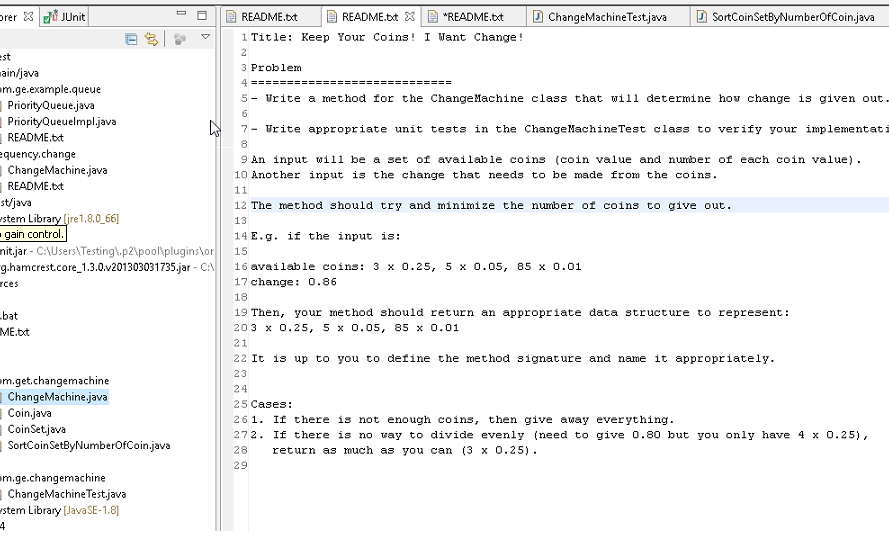 orer JUnit README.txt README.txt *README.txt ChangeMachineTest.java SortCoinSetByNumberOfCoin.java
est
ain/java
om.ge.example.queue
PriorityQueue.java
PriorityQueueImpl.java
README.txt
equency.change
ChangeMachine.java
README.txt
st/java
ystem Library [jre1.8.0_66]
gain control.
nit.jar - C:\Users\Testing\.p2\pool\plugins\or
rg.hamcrest.core_1.3.0.v201303031735.jar - C:\
rces
.bat
ME.txt
om.get.changemachine
ChangeMachine.java
Coin.java
CoinSet.java
SortCoinSetByNumberOfCoin.java
om.ge.changemachine
ChangeMachineTest.java
ystem Library [JavaSE-1.8]
4
1 Title: Keep Your Coins! I Want Change!
2
3 Problem
4 ============================
5 - Write a method for the ChangeMachine class that will determine how change is given out.
6
7 - Write appropriate unit tests in the ChangeMachineTest class to verify your implementati
8
9 An input will be a set of available coins (coin value and number of each coin value).
10 Another input is the change that needs to be made from the coins.
11
12 The method should try and minimize the number of coins to give out.
13
14 E.g. if the input is:
15
16 available coins: 3 x 0.25, 5 x 0.05, 85 x 0.01
17 change: 0.86
18
19 Then, your method should return an appropriate data structure to represent:
20 3 x 0.25, 5 x 0.05, 85 x 0.01
21
22 It is up to you to define the method signature and name it appropriately.
23
24
25 Cases:
26 1. If there is not enough coins, then give away everything.
27 2. If there is no way to divide evenly (need to give 0.80 but you only have 4 x 0.25),
28 return as much as you can (3 x 0.25).
29